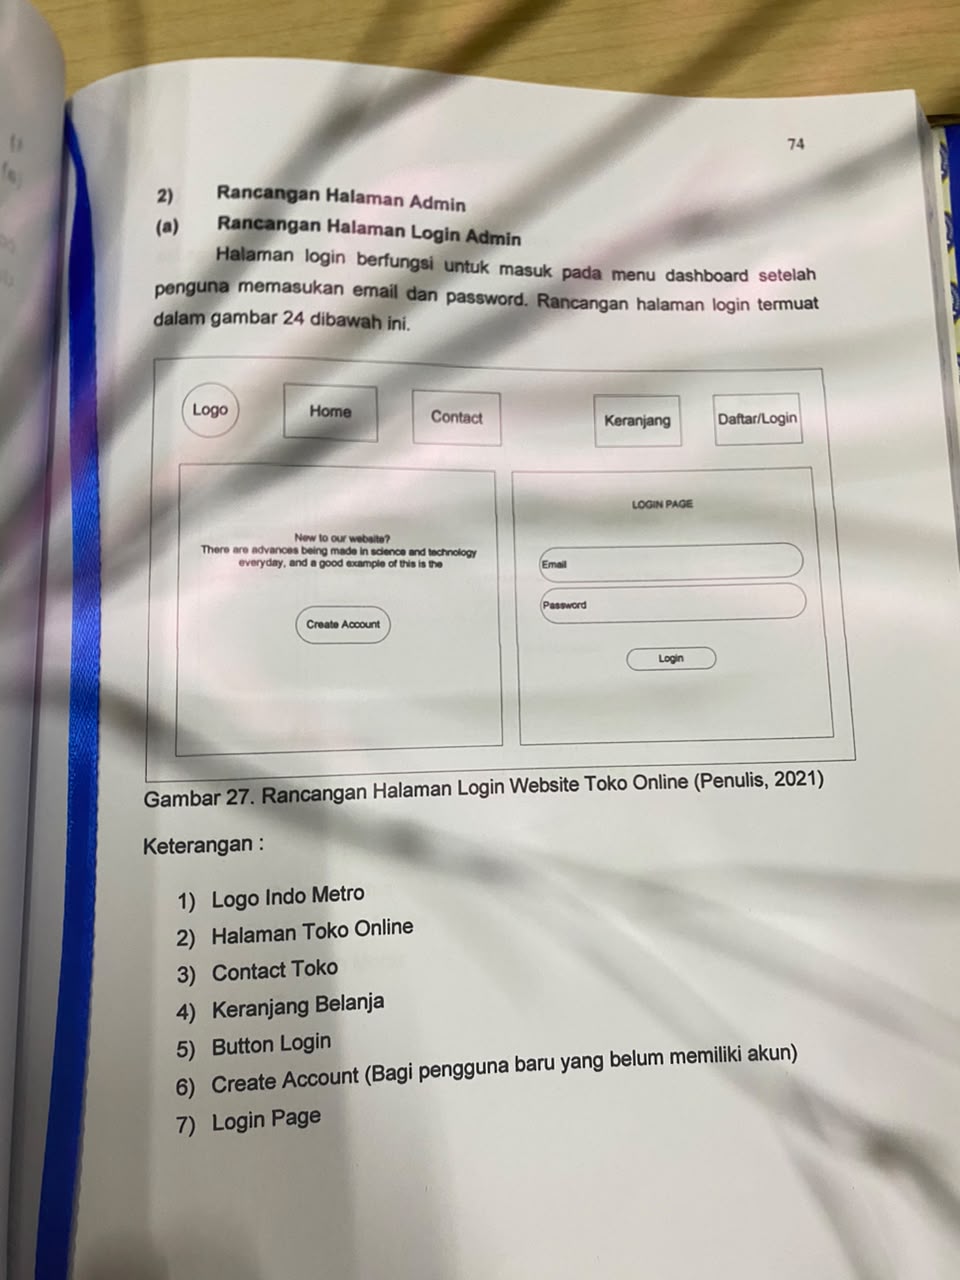 74
2) Rancangan Halaman Admin
(a) Rancangan Halaman Login Admin
Halaman login berfungsi untuk masuk pada menu dashboard setelah
penguna memasukan email dan password. Rancangan halaman login termuat
dalam gambar 24 dibawah ini.
Logo Home Contact Keranjang Daftar/Login
LOGIN PAGE
New to our website?
There are advances being made in science and technology
everyday, and a good example of this is the
Create Account
Email
Password
Login
Gambar 27. Rancangan Halaman Login Website Toko Online (Penulis, 2021)
Keterangan :
1) Logo Indo Metro
2) Halaman Toko Online
3) Contact Toko
4) Keranjang Belanja
5) Button Login
6) Create Account (Bagi pengguna baru yang belum memiliki akun)
7) Login Page